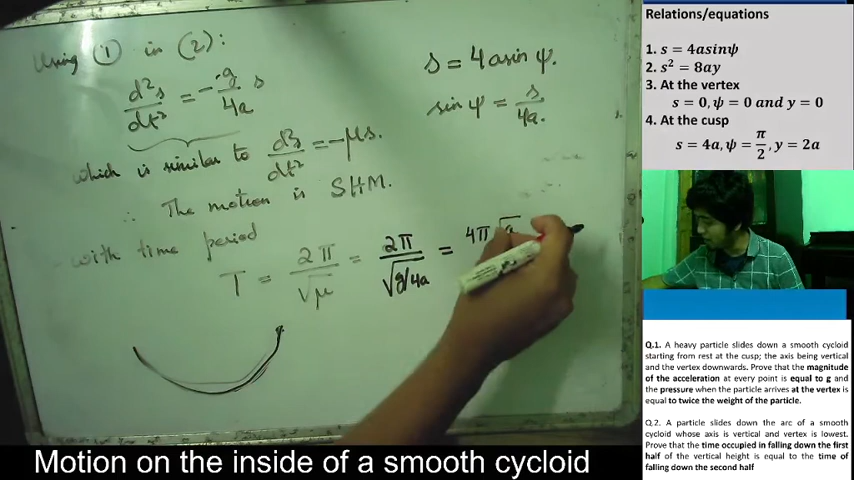 Using ① in (2):
d²s/dt² = -g/4a s
which is similar to d²s/dt² = -μs.
∴ The motion is SHM.
with time period
T = 2π/√μ = 2π/√g/4a = 4π √a
s = 4a sin ψ.
sin ψ = s/4a.
Relations/equations
1. s = 4asinψ
2. s² = 8ay
3. At the vertex
s = 0, ψ = 0 and y = 0
4. At the cusp
s = 4a, ψ = π/2, y = 2a
Q.1. A heavy particle slides down a smooth cycloid
starting from rest at the cusp; the axis being vertical
and the vertex downwards. Prove that the magnitude
of the acceleration at every point is equal to g and
the pressure when the particle arrives at the vertex is
equal to twice the weight of the particle.
Q.2. A particle slides down the arc of a smooth
cycloid whose axis is vertical and vertex is lowest.
Prove that the time occupied in falling down the first
half of the vertical height is equal to the time of
falling down the second half
Motion on the inside of a smooth cycloid